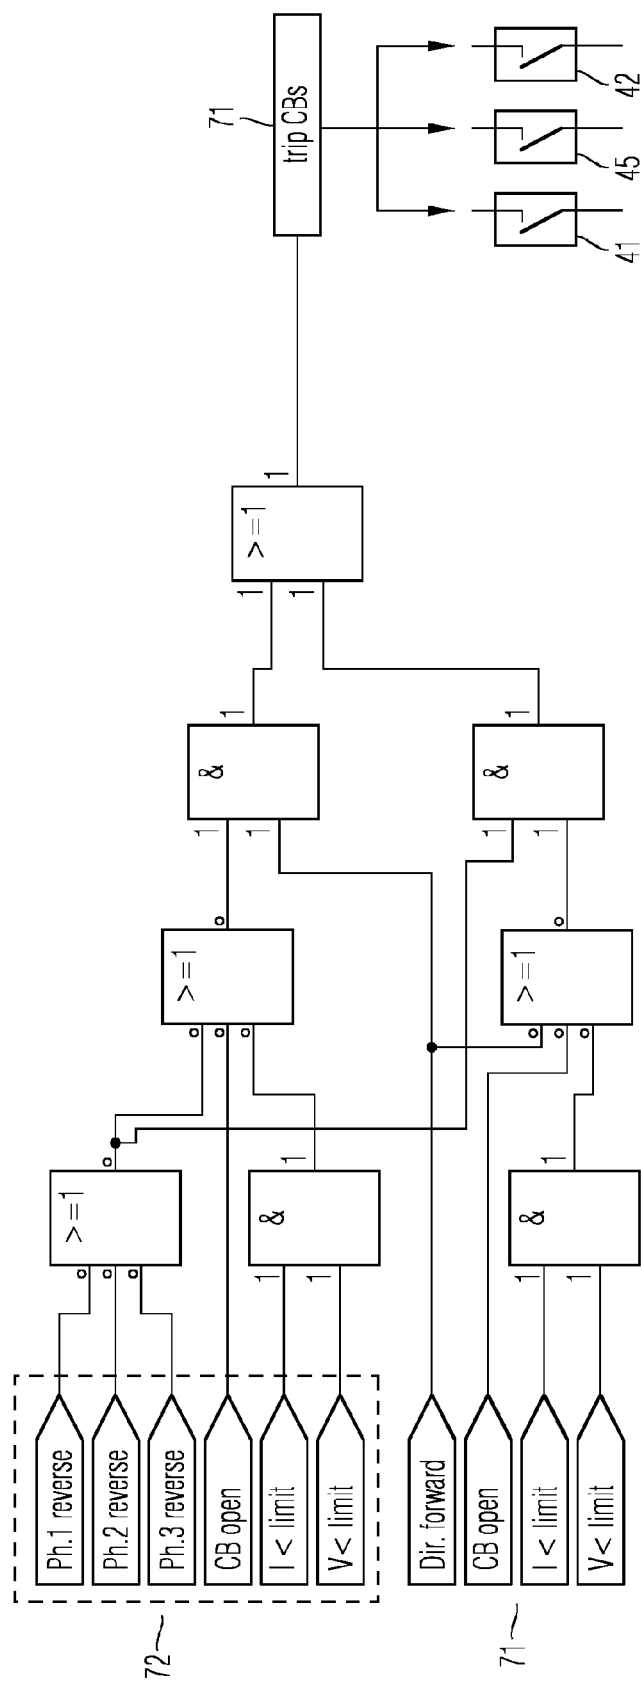 72
Ph.1 reverse
Ph.2 reverse
Ph.3 reverse
CB open
I < limit
V < limit
71
Dir. forward
CB open
I < limit
V < limit
>=1
&
1
1
1
&
1
1
1
>=1
>=1
&
1
1
1
&
1
1
1
>=1
1
1
1
71
trip CBs
42
45
41